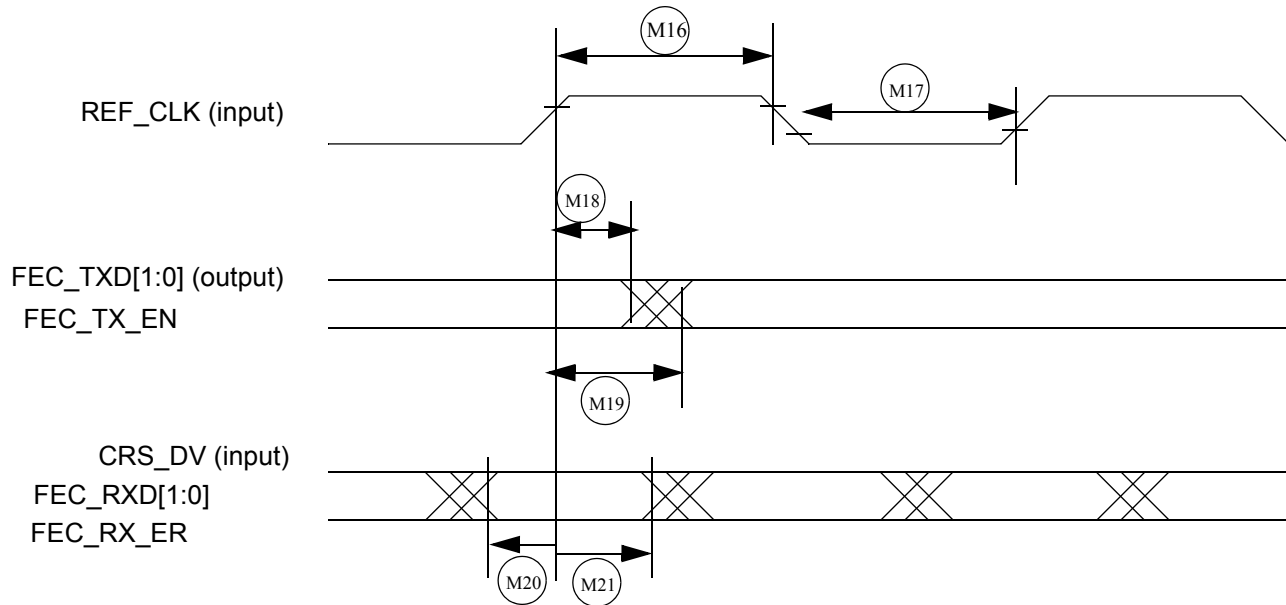 M16
REF_CLK (input)
M17
M18
FEC_TXD[1:0] (output)
FEC_TX_EN
M19
CRS_DV (input)
FEC_RXD[1:0]
FEC_RX_ER
M20
M21